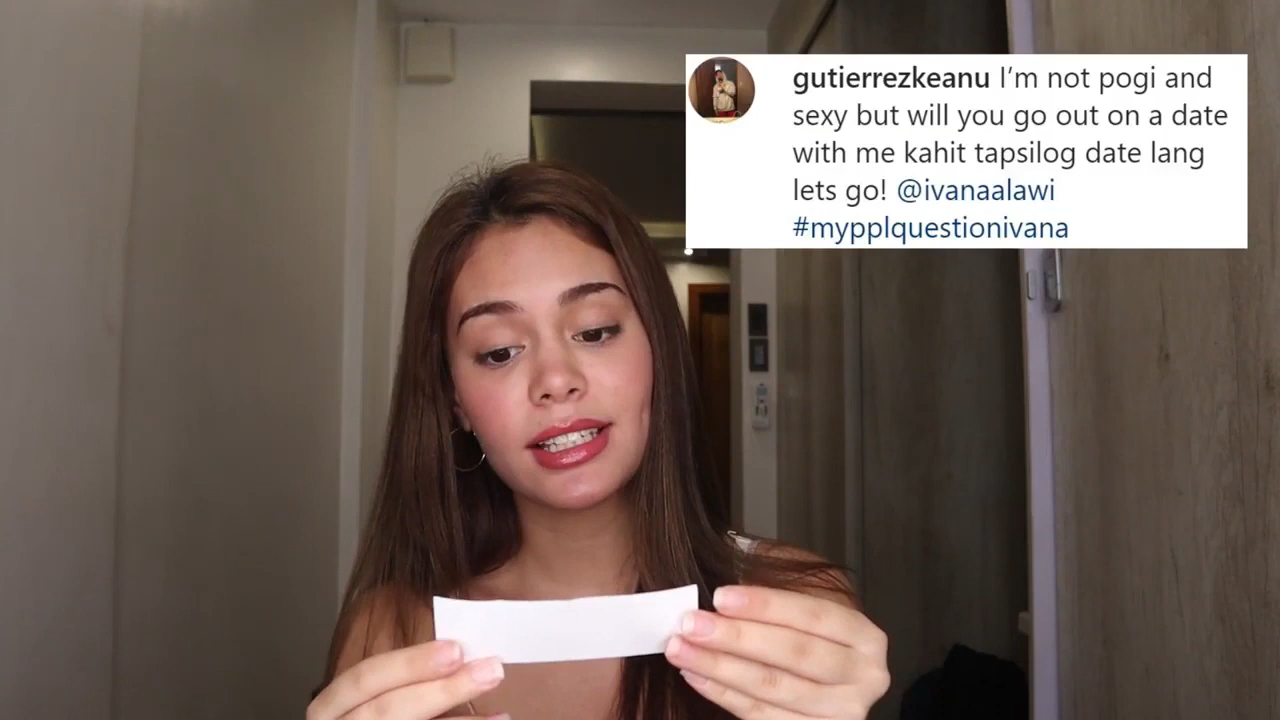 gutierrezkeanu I’m not pogi and
sexy but will you go out on a date
with me kahit tapsilog date lang
lets go! @ivanaalawi
#mypplquestionivana